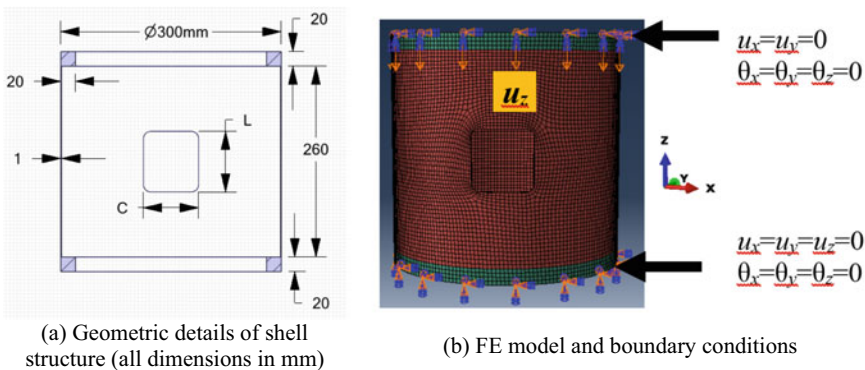 Ø300mm
20
20
L
260
1
C
20
(a) Geometric details of shell
structure (all dimensions in mm)
u_z
Z
Y
X
u_x=u_y=0
θ_x=θ_y=θ_z=0
u_x=u_y=u_z=0
θ_x=θ_y=θ_z=0
(b) FE model and boundary conditions